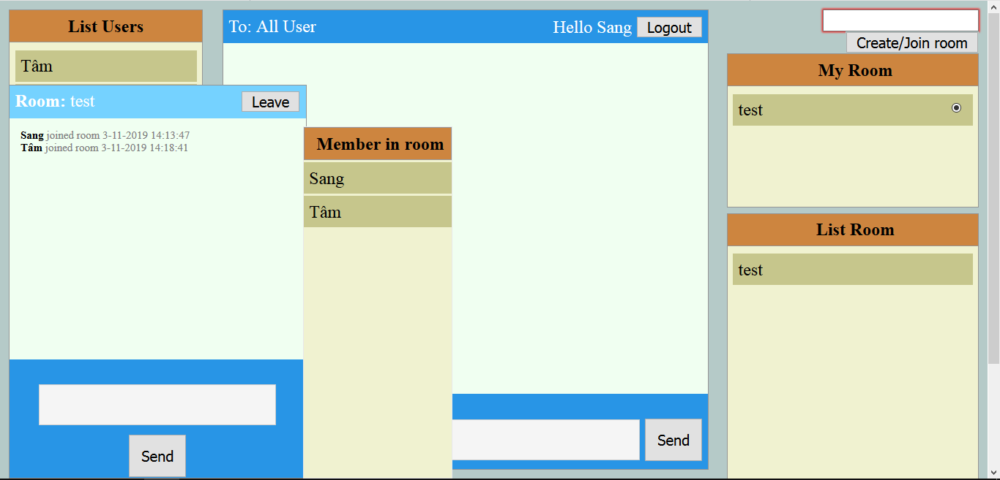 List Users
Tâm
To: All User
Hello Sang
Logout
Create/Join room
Room: test
Leave
Sang joined room 3-11-2019 14:13:47
Tâm joined room 3-11-2019 14:18:41
Send
Member in room
Sang
Tâm
Send
My Room
test
List Room
test